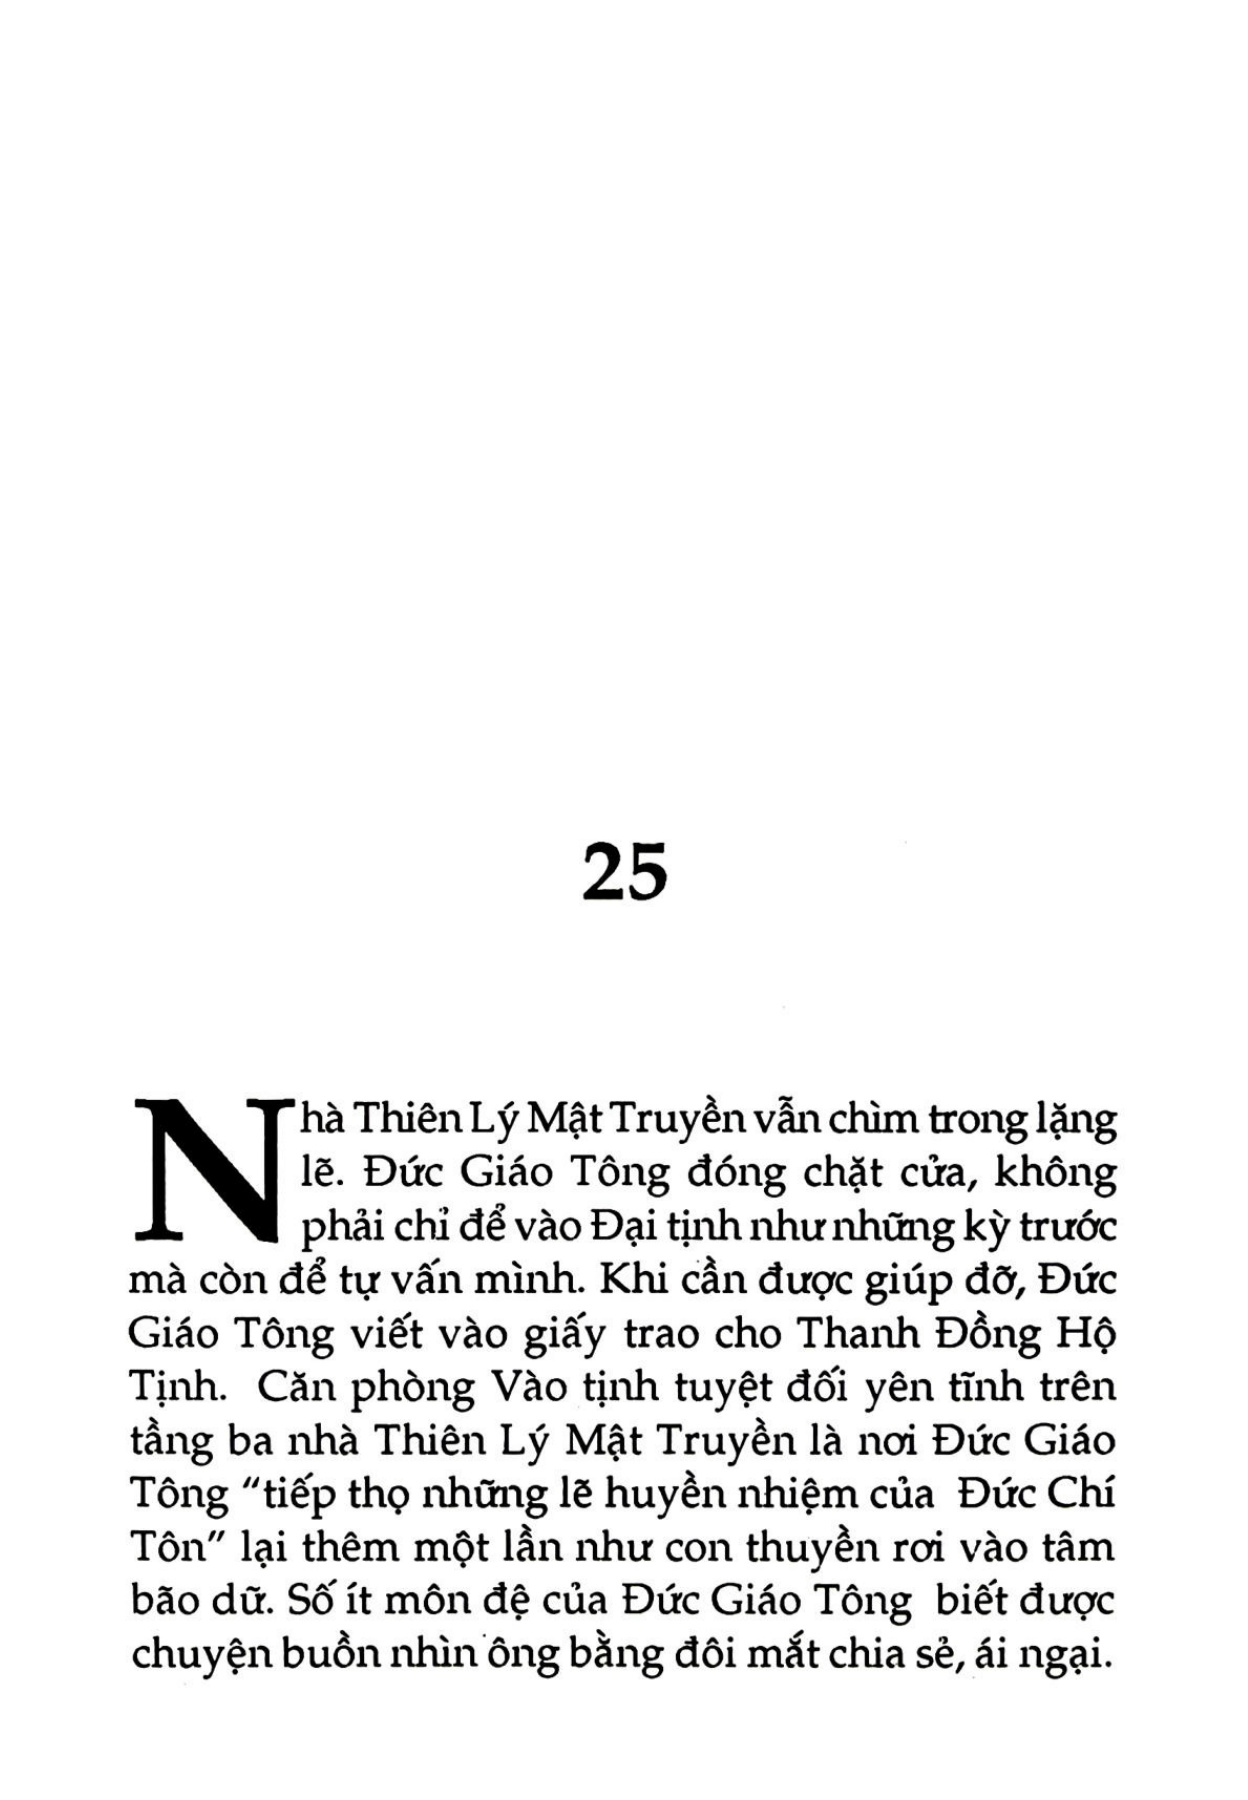 25
Nhà Thiên Lý Mật Truyền vẫn chìm trong lặng
lẽ. Đức Giáo Tông đóng chặt cửa, không
phải chỉ để vào Đại tịnh như những kỳ trước
mà còn để tự vấn mình. Khi cần được giúp đỡ, Đức
Giáo Tông viết vào giấy trao cho Thanh Đồng Hộ
Tịnh. Căn phòng Vào tịnh tuyệt đối yên tĩnh trên
tầng ba nhà Thiên Lý Mật Truyền là nơi Đức Giáo
Tông "tiếp thọ những lẽ huyền nhiệm của Đức Chí
Tôn" lại thêm một lần như con thuyền rơi vào tâm
bão dữ. Số ít môn đệ của Đức Giáo Tông biết được
chuyện buồn nhìn ông bằng đôi mắt chia sẻ, ái ngại.